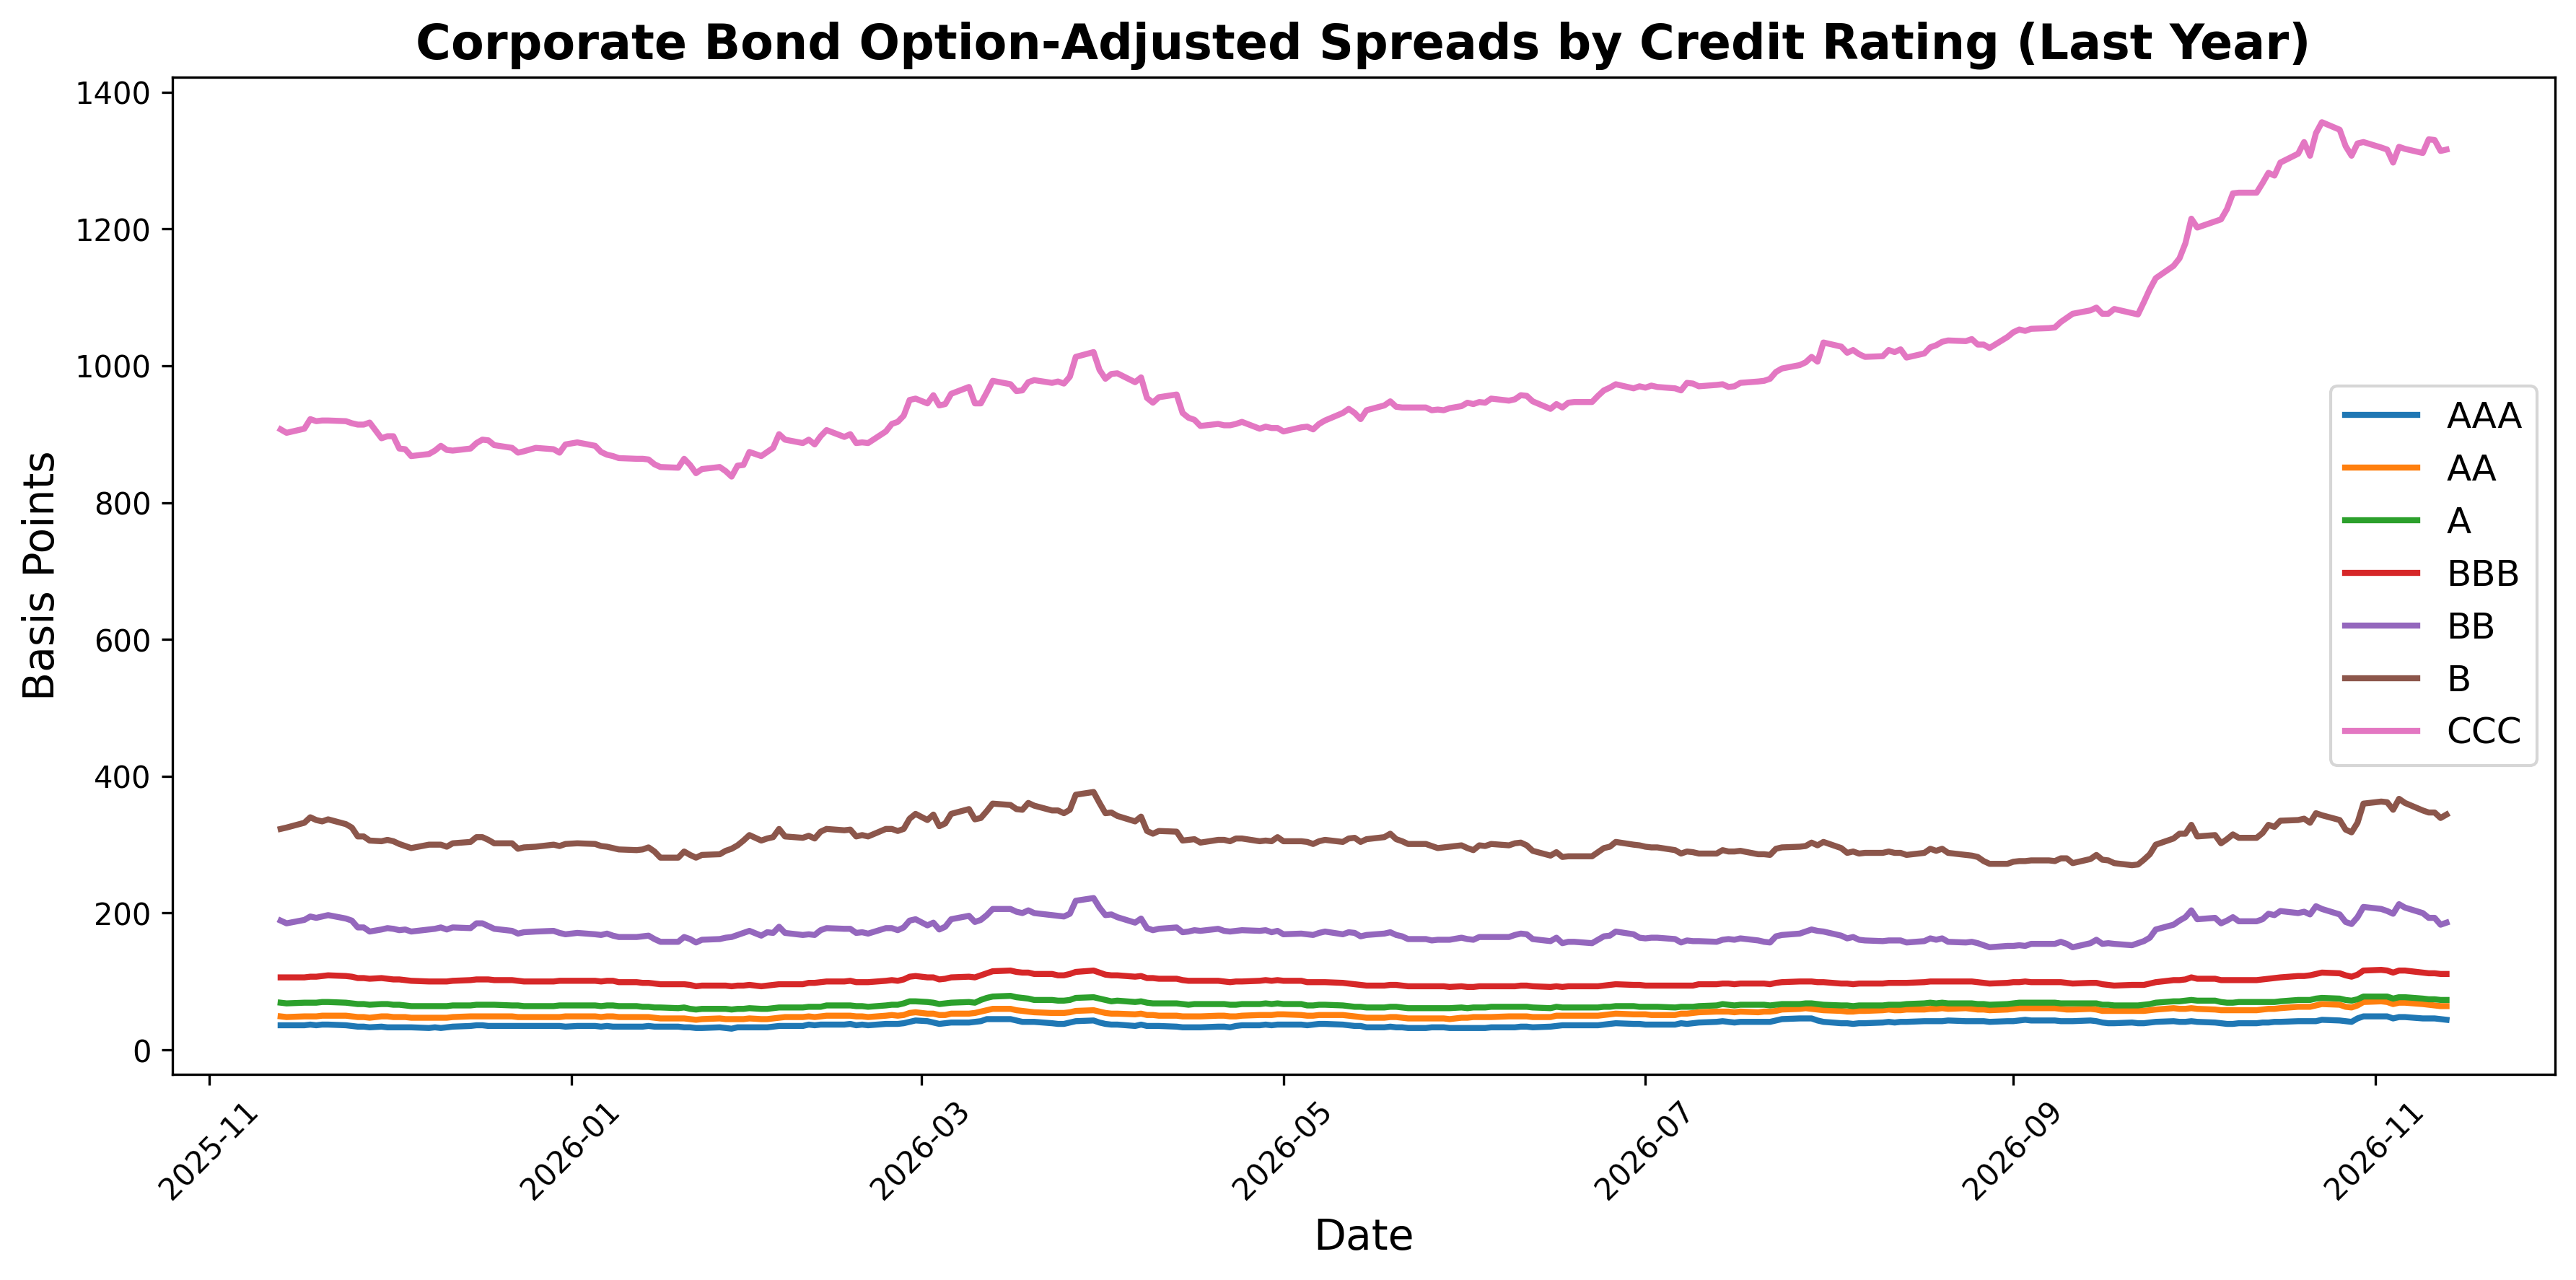 Corporate Bond Option-Adjusted Spreads by Credit Rating (Last Year)
1400
1200
1000
800
600
400
200
0
Basis Points
AAA
AA
A
BBB
BB
B
CCC
2025-11
2026-01
2026-03
2026-05
2026-07
2026-09
2026-11
Date